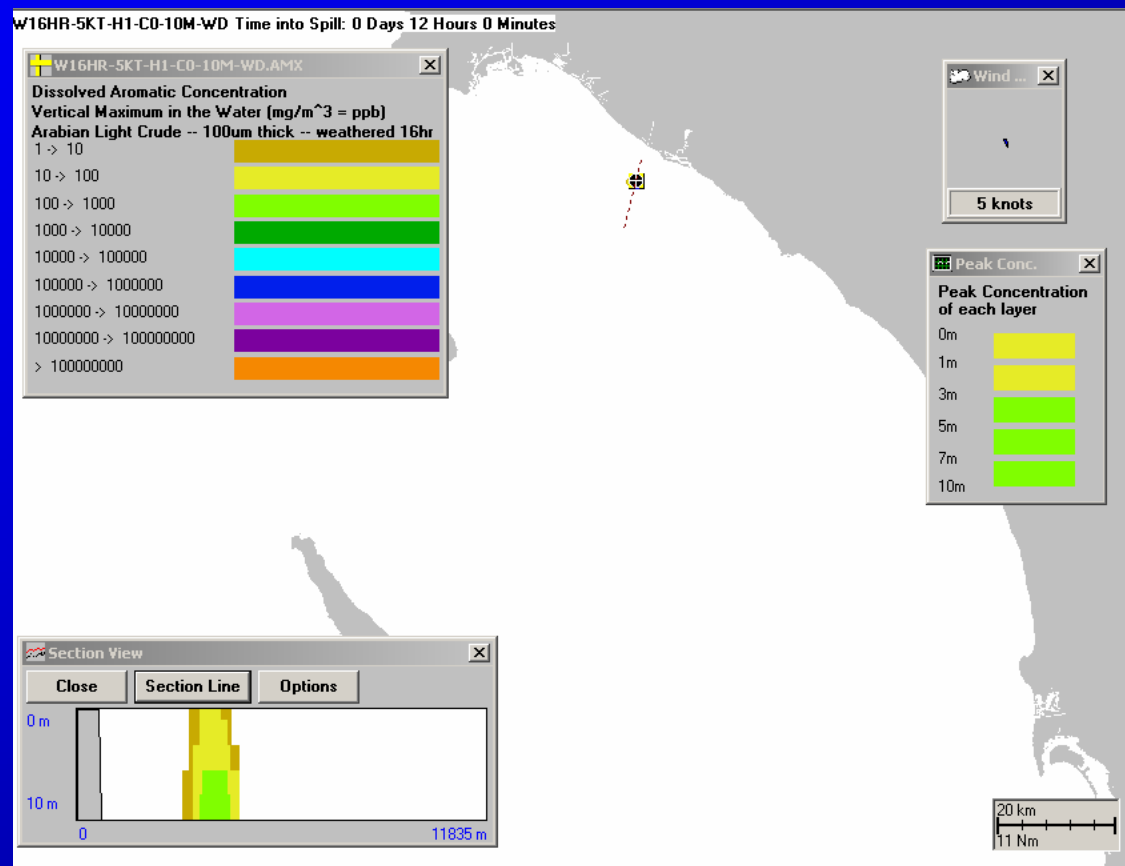 W16HR-5KT-H1-C0-10M-WD Time into Spill: 0 Days 12 Hours 0 Minutes
W16HR-5KT-H1-C0-10M-WD.AMX
Dissolved Aromatic Concentration
Vertical Maximum in the Water (mg/m^3 = ppb)
Arabian Light Crude -- 100um thick -- weathered 16hr
1 -> 10
10 -> 100
100 -> 1000
1000 -> 10000
10000 -> 100000
100000 -> 1000000
1000000 -> 10000000
10000000 -> 100000000
> 100000000
Wind ...
5 knots
Peak Conc.
Peak Concentration
of each layer
0m
1m
3m
5m
7m
10m
Section View
Close Section Line Options
0 m
10 m
0 11835 m
20 km
11 Nm